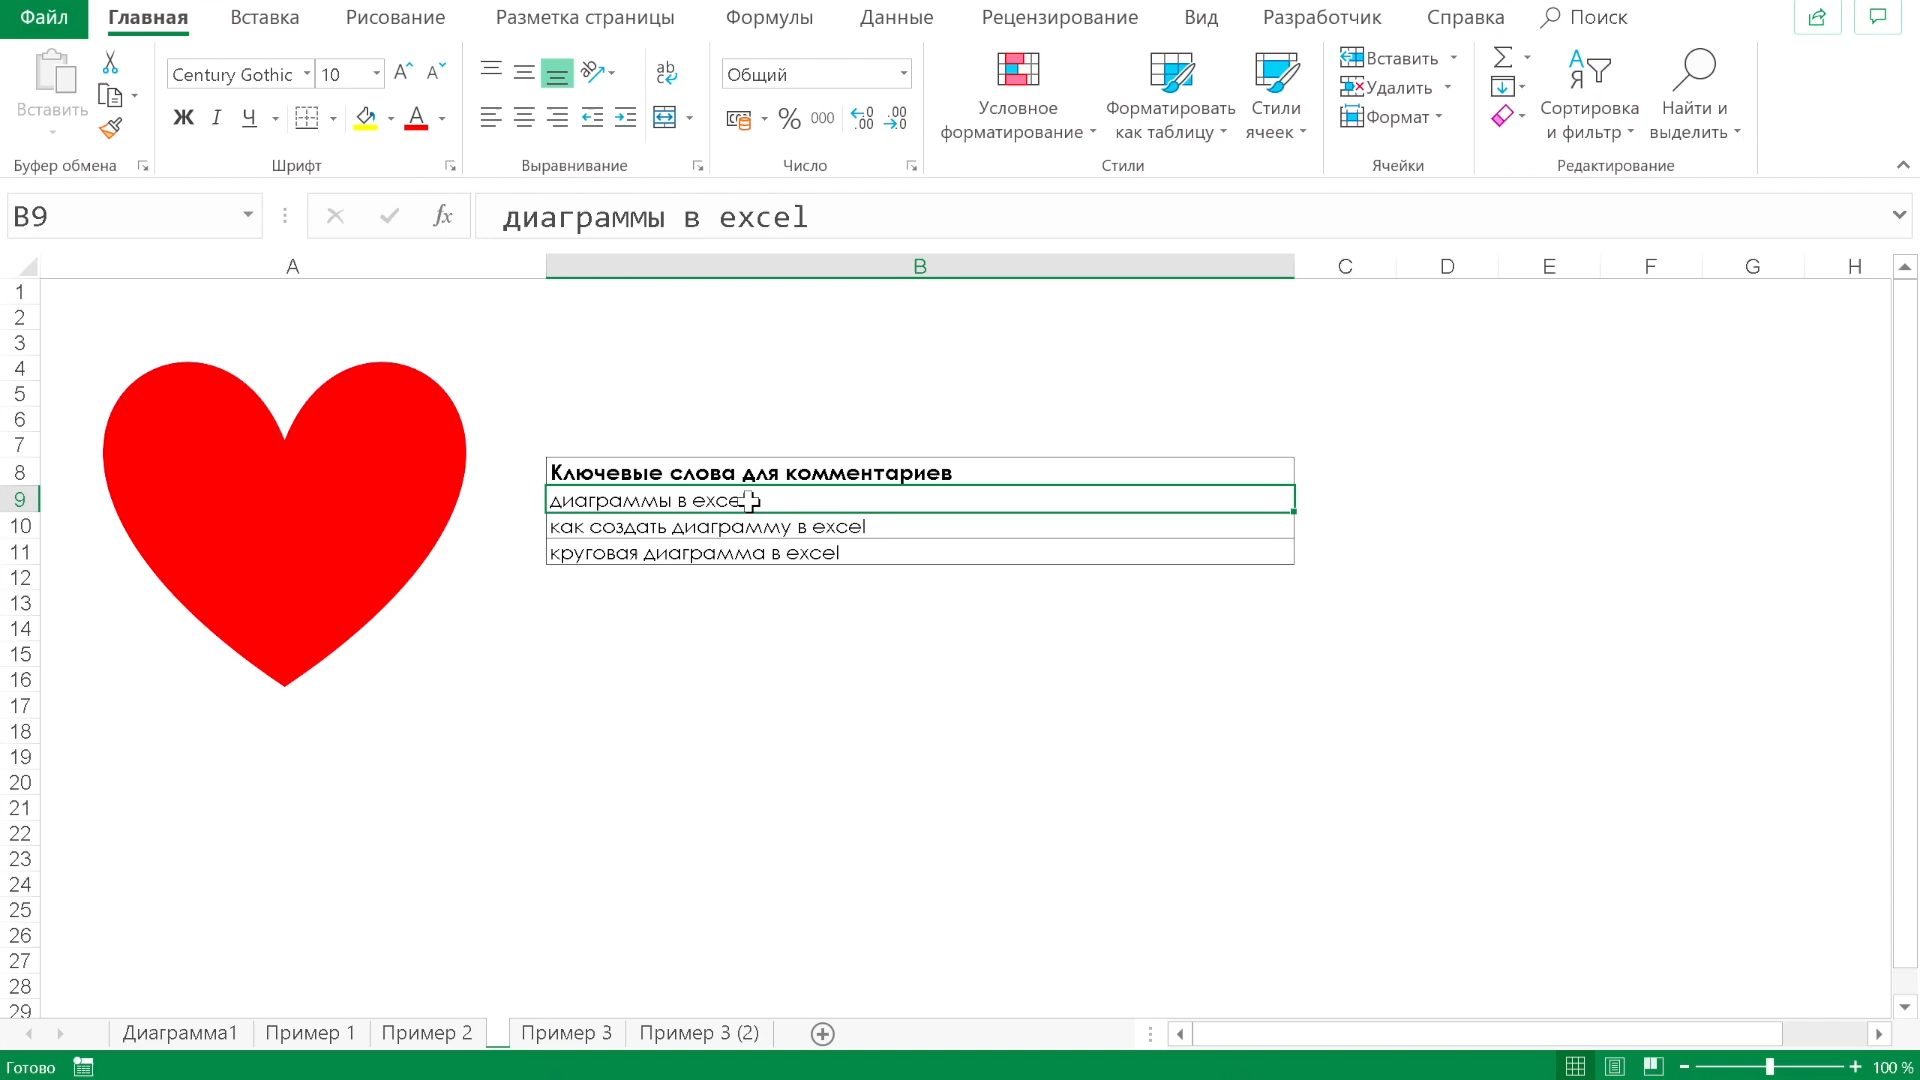 Файл Главная Вставка Рисование Разметка страницы Формулы Данные Рецензирование Вид Разработчик Справка Поиск
Вставить
Century Gothic 10
Ж К Ч
Общий
% 000
Условное форматирование
Форматировать как таблицу
Стили ячеек
Вставить
Удалить
Формат
Сортировка и фильтр
Найти и выделить
Буфер обмена Шрифт Выравнивание Число Стили Ячейки Редактирование
B9 fx диаграммы в excel
A B C D E F G H
1
2
3
4
5
6
7
8 Ключевые слова для комментариев
9 диаграммы в excel
10 как создать диаграмму в excel
11 круговая диаграмма в excel
12
13
14
15
16
17
18
19
20
21
22
23
24
25
26
27
28
29
Диаграмма1 Пример 1 Пример 2 Пример 3 Пример 3 (2)
Готово 100 %